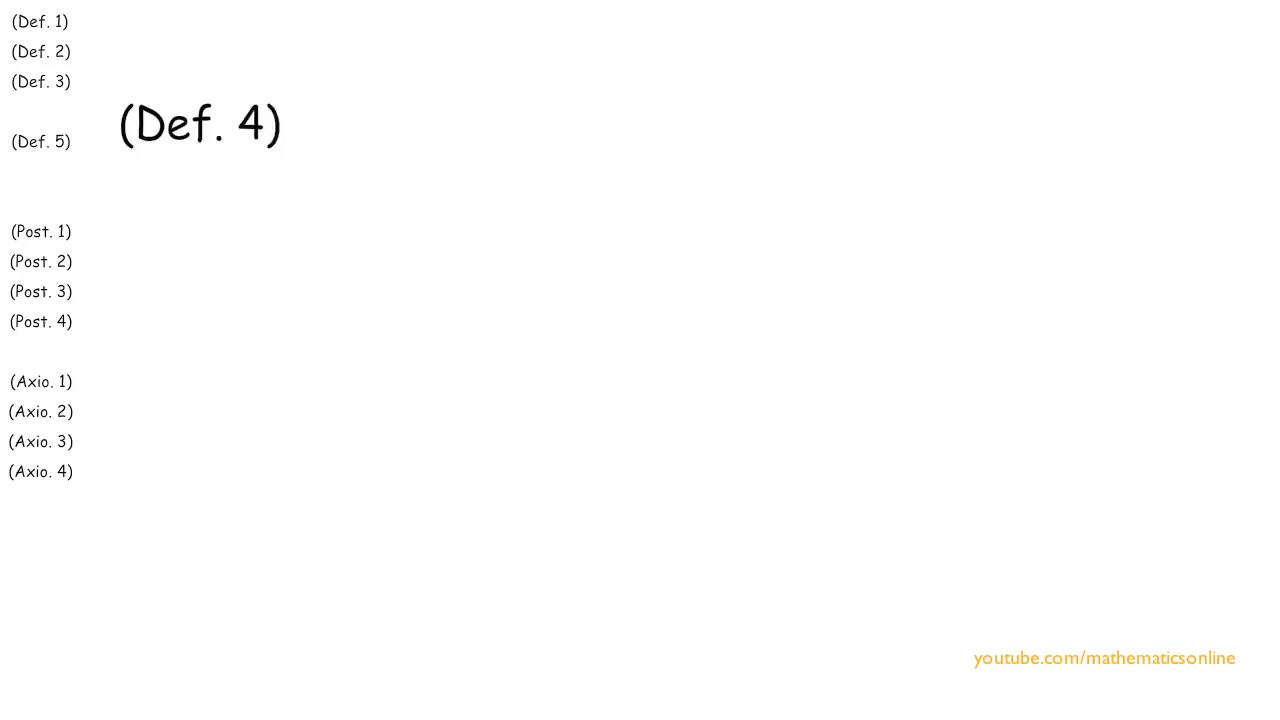 (Def. 1)
(Def. 2)
(Def. 3)
(Def. 4)
(Def. 5)
(Post. 1)
(Post. 2)
(Post. 3)
(Post. 4)
(Axio. 1)
(Axio. 2)
(Axio. 3)
(Axio. 4)
youtube.com/mathematicsonline